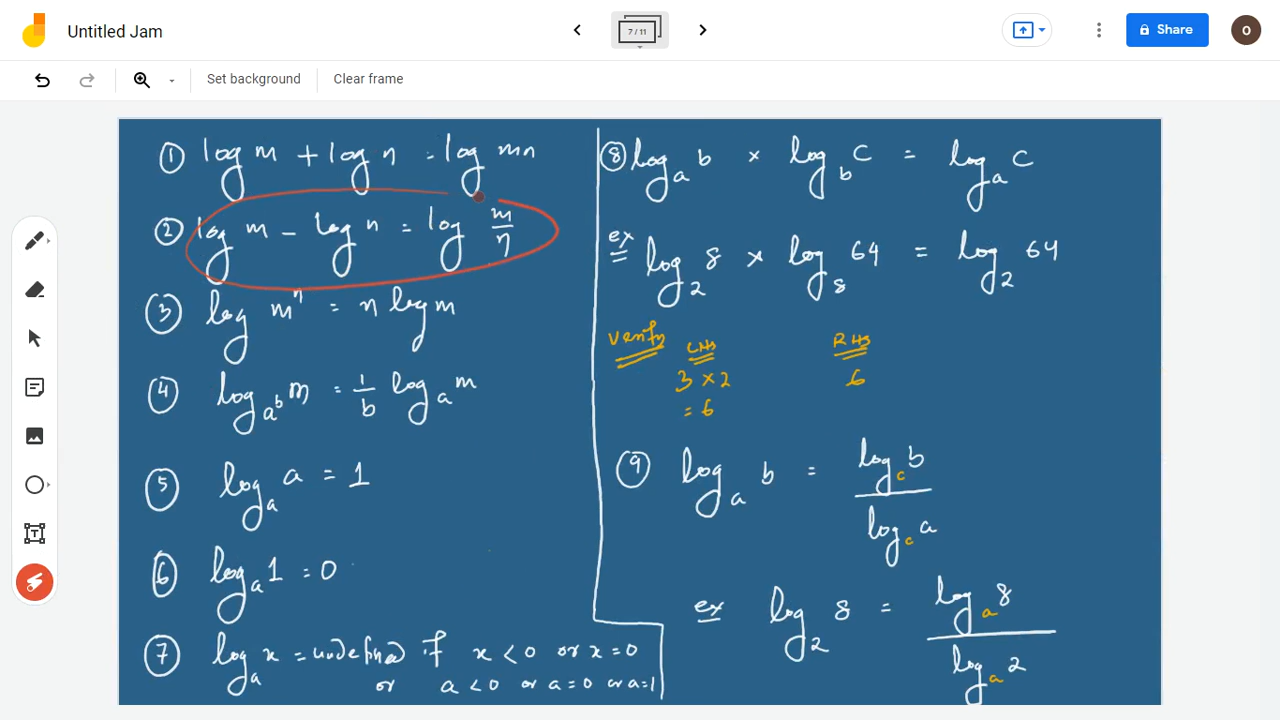 Untitled Jam
7 / 11
Share
O
Set background
Clear frame
① log m + log n = log mn
② log m − log n = log m/n
③ log mⁿ = n log m
④ log_{a^b} m = 1/b log_a m
⑤ log_a a = 1
⑥ log_a 1 = 0
⑦ log_a x = undefined if x < 0 or x = 0
or a < 0 or a = 0 or a = 1
⑧ log_a b × log_b c = log_a c
ex log_2 8 × log_8 64 = log_2 64
Verify LHS RHS
3 × 2 6
= 6
⑨ log_a b = log_c b / log_c a
ex log_2 8 = log_a 8 / log_a 2